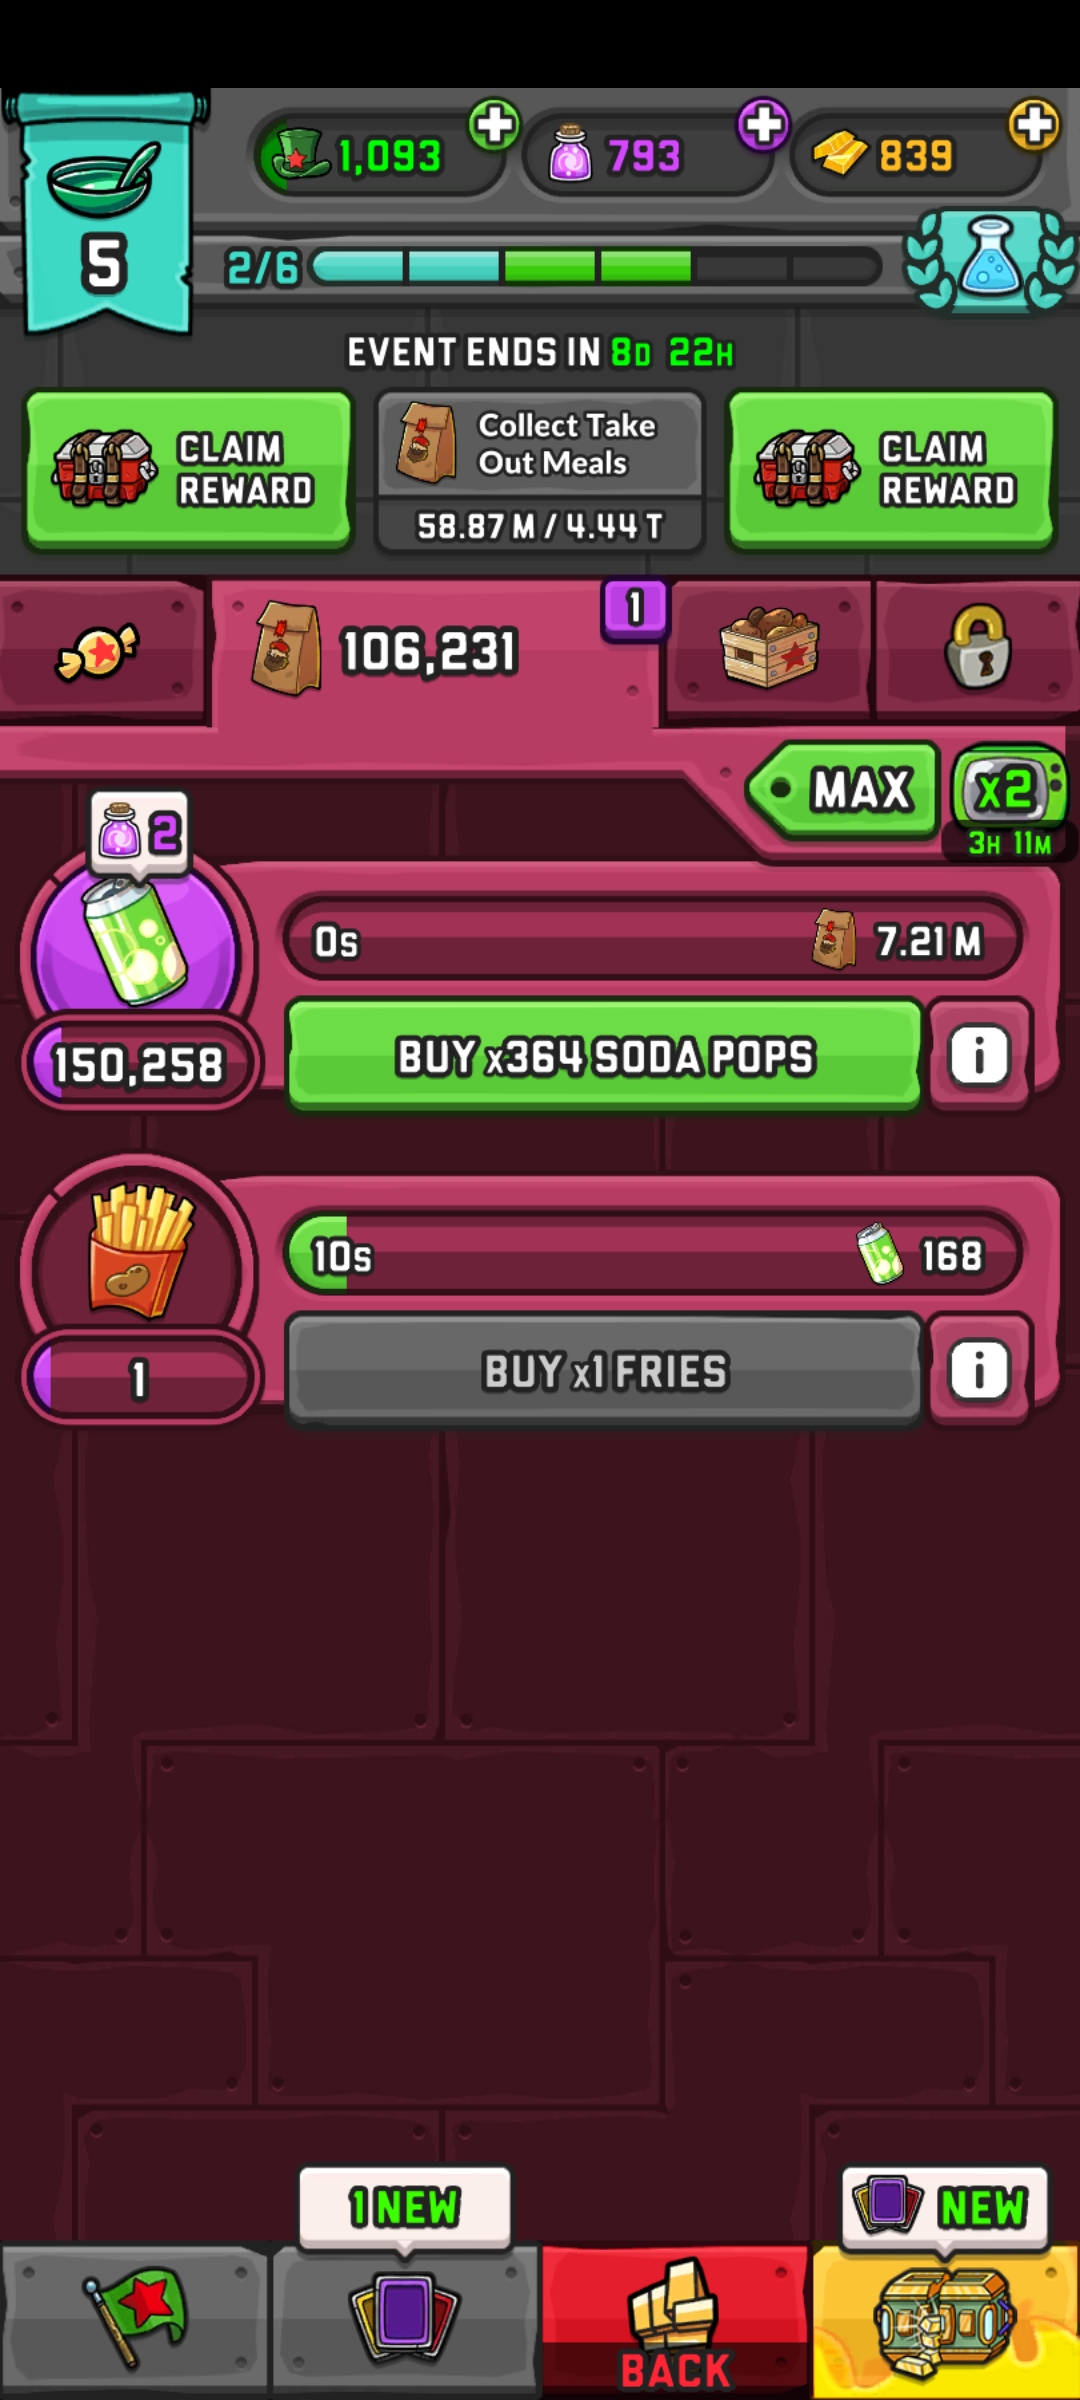 1,093
793
839
5
2/6
EVENT ENDS IN 8D 22H
CLAIM
REWARD
Collect Take
Out Meals
58.87 M / 4.44 T
CLAIM
REWARD
106,231
1
MAX
x2
3H 11M
2
0s
7.21 M
150,258
BUY x364 SODA POPS
i
10s
168
1
BUY x1 FRIES
i
1 NEW
NEW
BACK